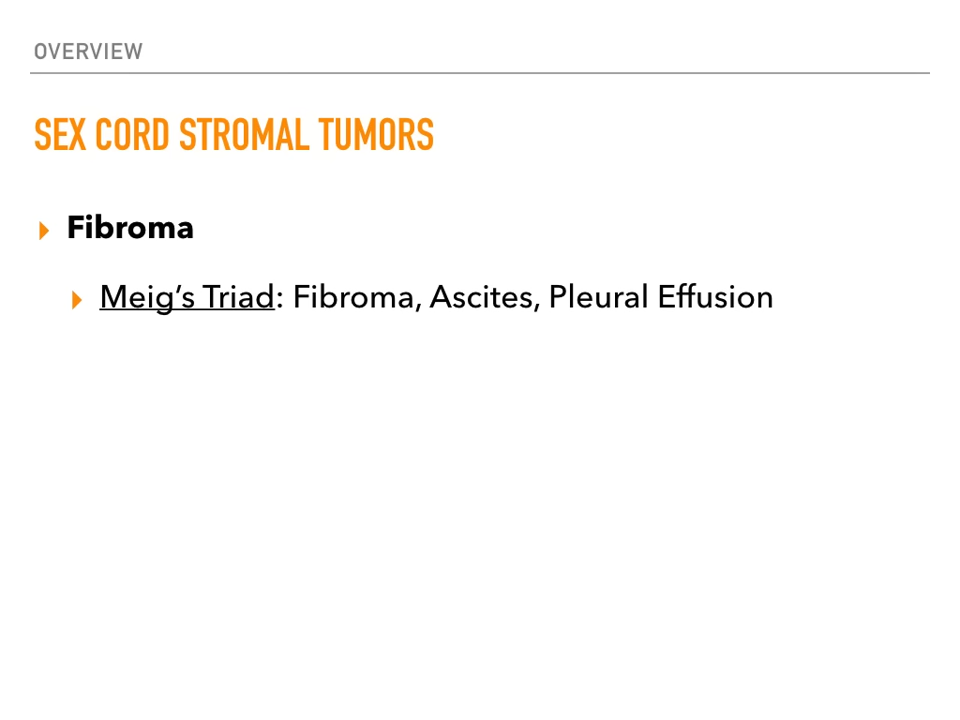 OVERVIEW
SEX CORD STROMAL TUMORS
Fibroma
Meig’s Triad: Fibroma, Ascites, Pleural Effusion